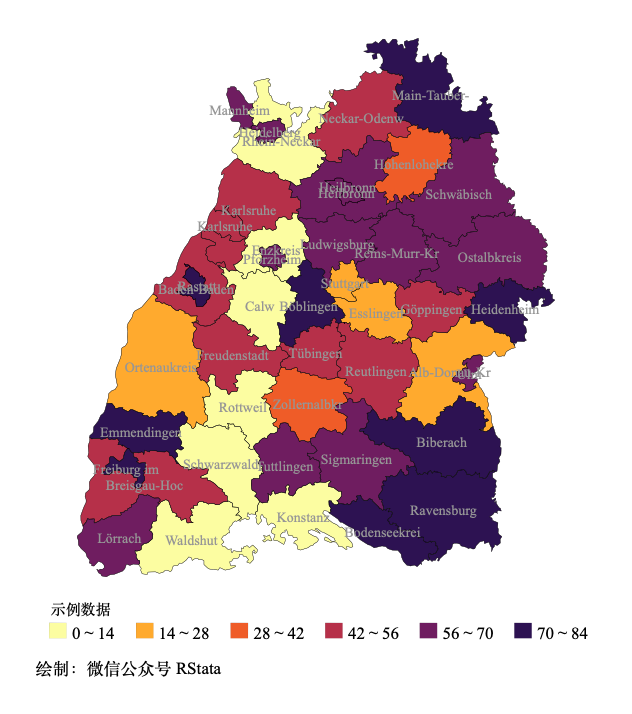 Main-Tauber-
Mannheim
Neckar-Odenw
Heidelberg
Rhein-Neckar
Hohenlohekre
Heilbronn
Heilbronn
Schwäbisch
Karlsruhe
Karlsruhe
Enzkreis
Ludwigsburg
Rems-Murr-Kr
Pforzheim
Ostalbkreis
Rastatt
Baden-Baden
Stuttgart
Calw
Böblingen
Esslingen
Göppingen
Heidenheim
Freudenstadt
Tübingen
Ortenaukreis
Reutlingen
Alb-Donau-Kr
Rottweil
Zollernalbkr
Emmendingen
Biberach
Freiburg im
Schwarzwald-
Tuttlingen
Sigmaringen
Breisgau-Hoc
Ravensburg
Konstanz
Lörrach
Waldshut
Bodenseekrei
示例数据
0 ~ 14 14 ~ 28 28 ~ 42 42 ~ 56 56 ~ 70 70 ~ 84
绘制：微信公众号 RStata